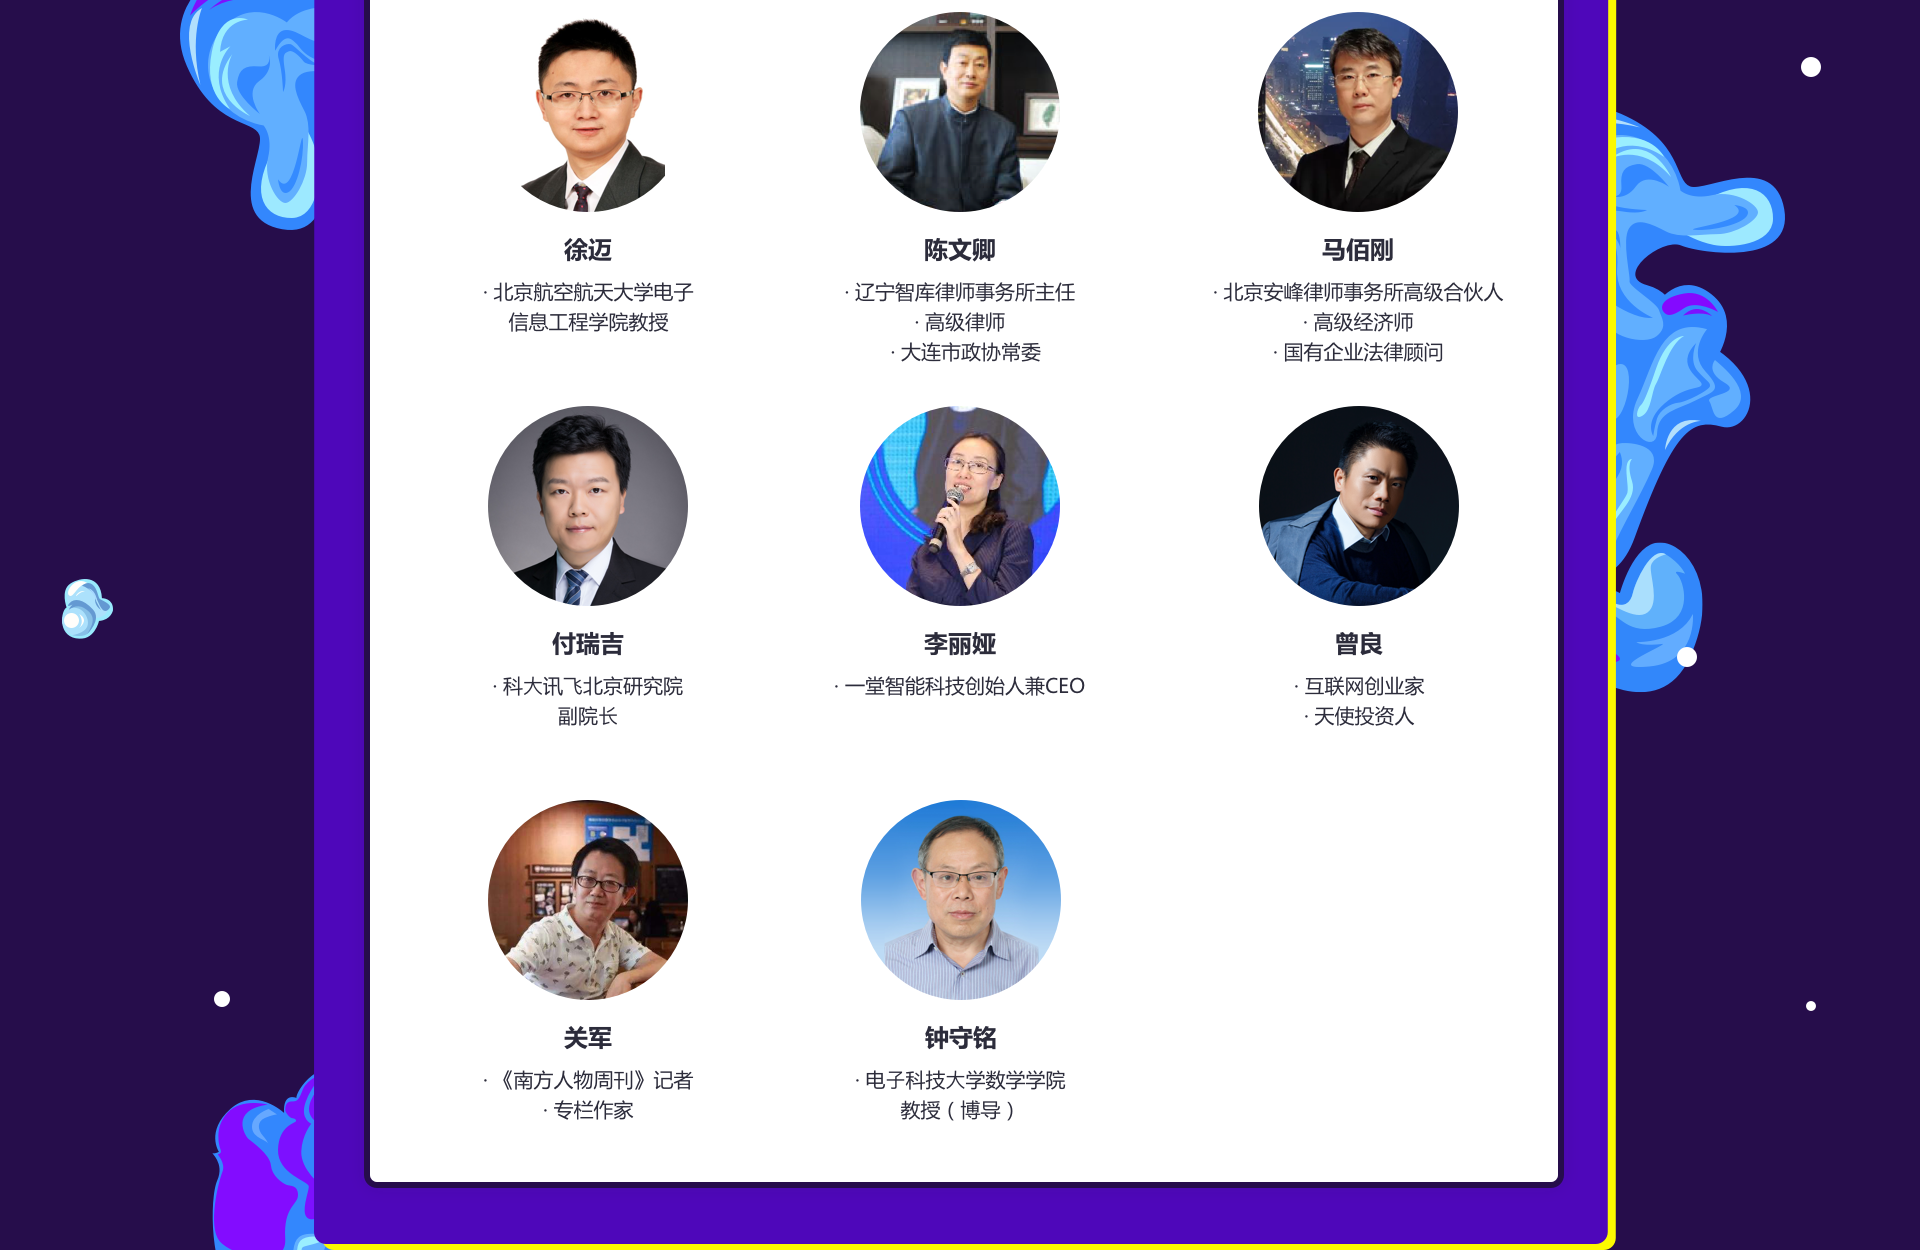 徐迈
· 北京航空航天大学电子
信息工程学院教授
陈文卿
· 辽宁智库律师事务所主任
· 高级律师
· 大连市政协常委
马佰刚
· 北京安峰律师事务所高级合伙人
· 高级经济师
· 国有企业法律顾问
付瑞吉
· 科大讯飞北京研究院
副院长
李丽娅
· 一堂智能科技创始人兼CEO
曾良
· 互联网创业家
· 天使投资人
关军
· 《南方人物周刊》记者
· 专栏作家
钟守铭
· 电子科技大学数学学院
教授（博导）